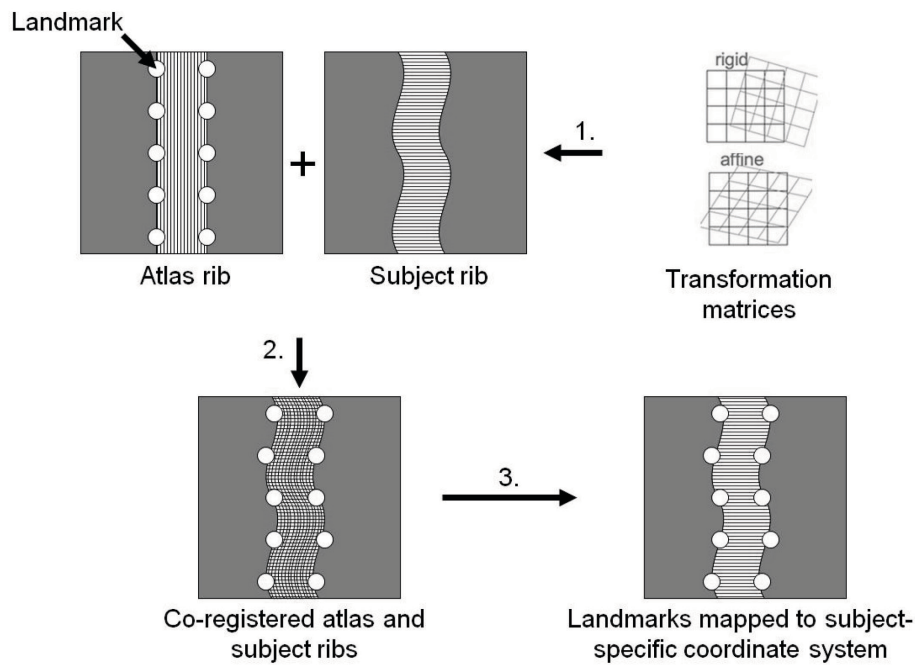 Landmark
rigid
1.
+
affine
Atlas rib
Subject rib
Transformation
matrices
2.
3.
Co-registered atlas and
subject ribs
Landmarks mapped to subject-
specific coordinate system